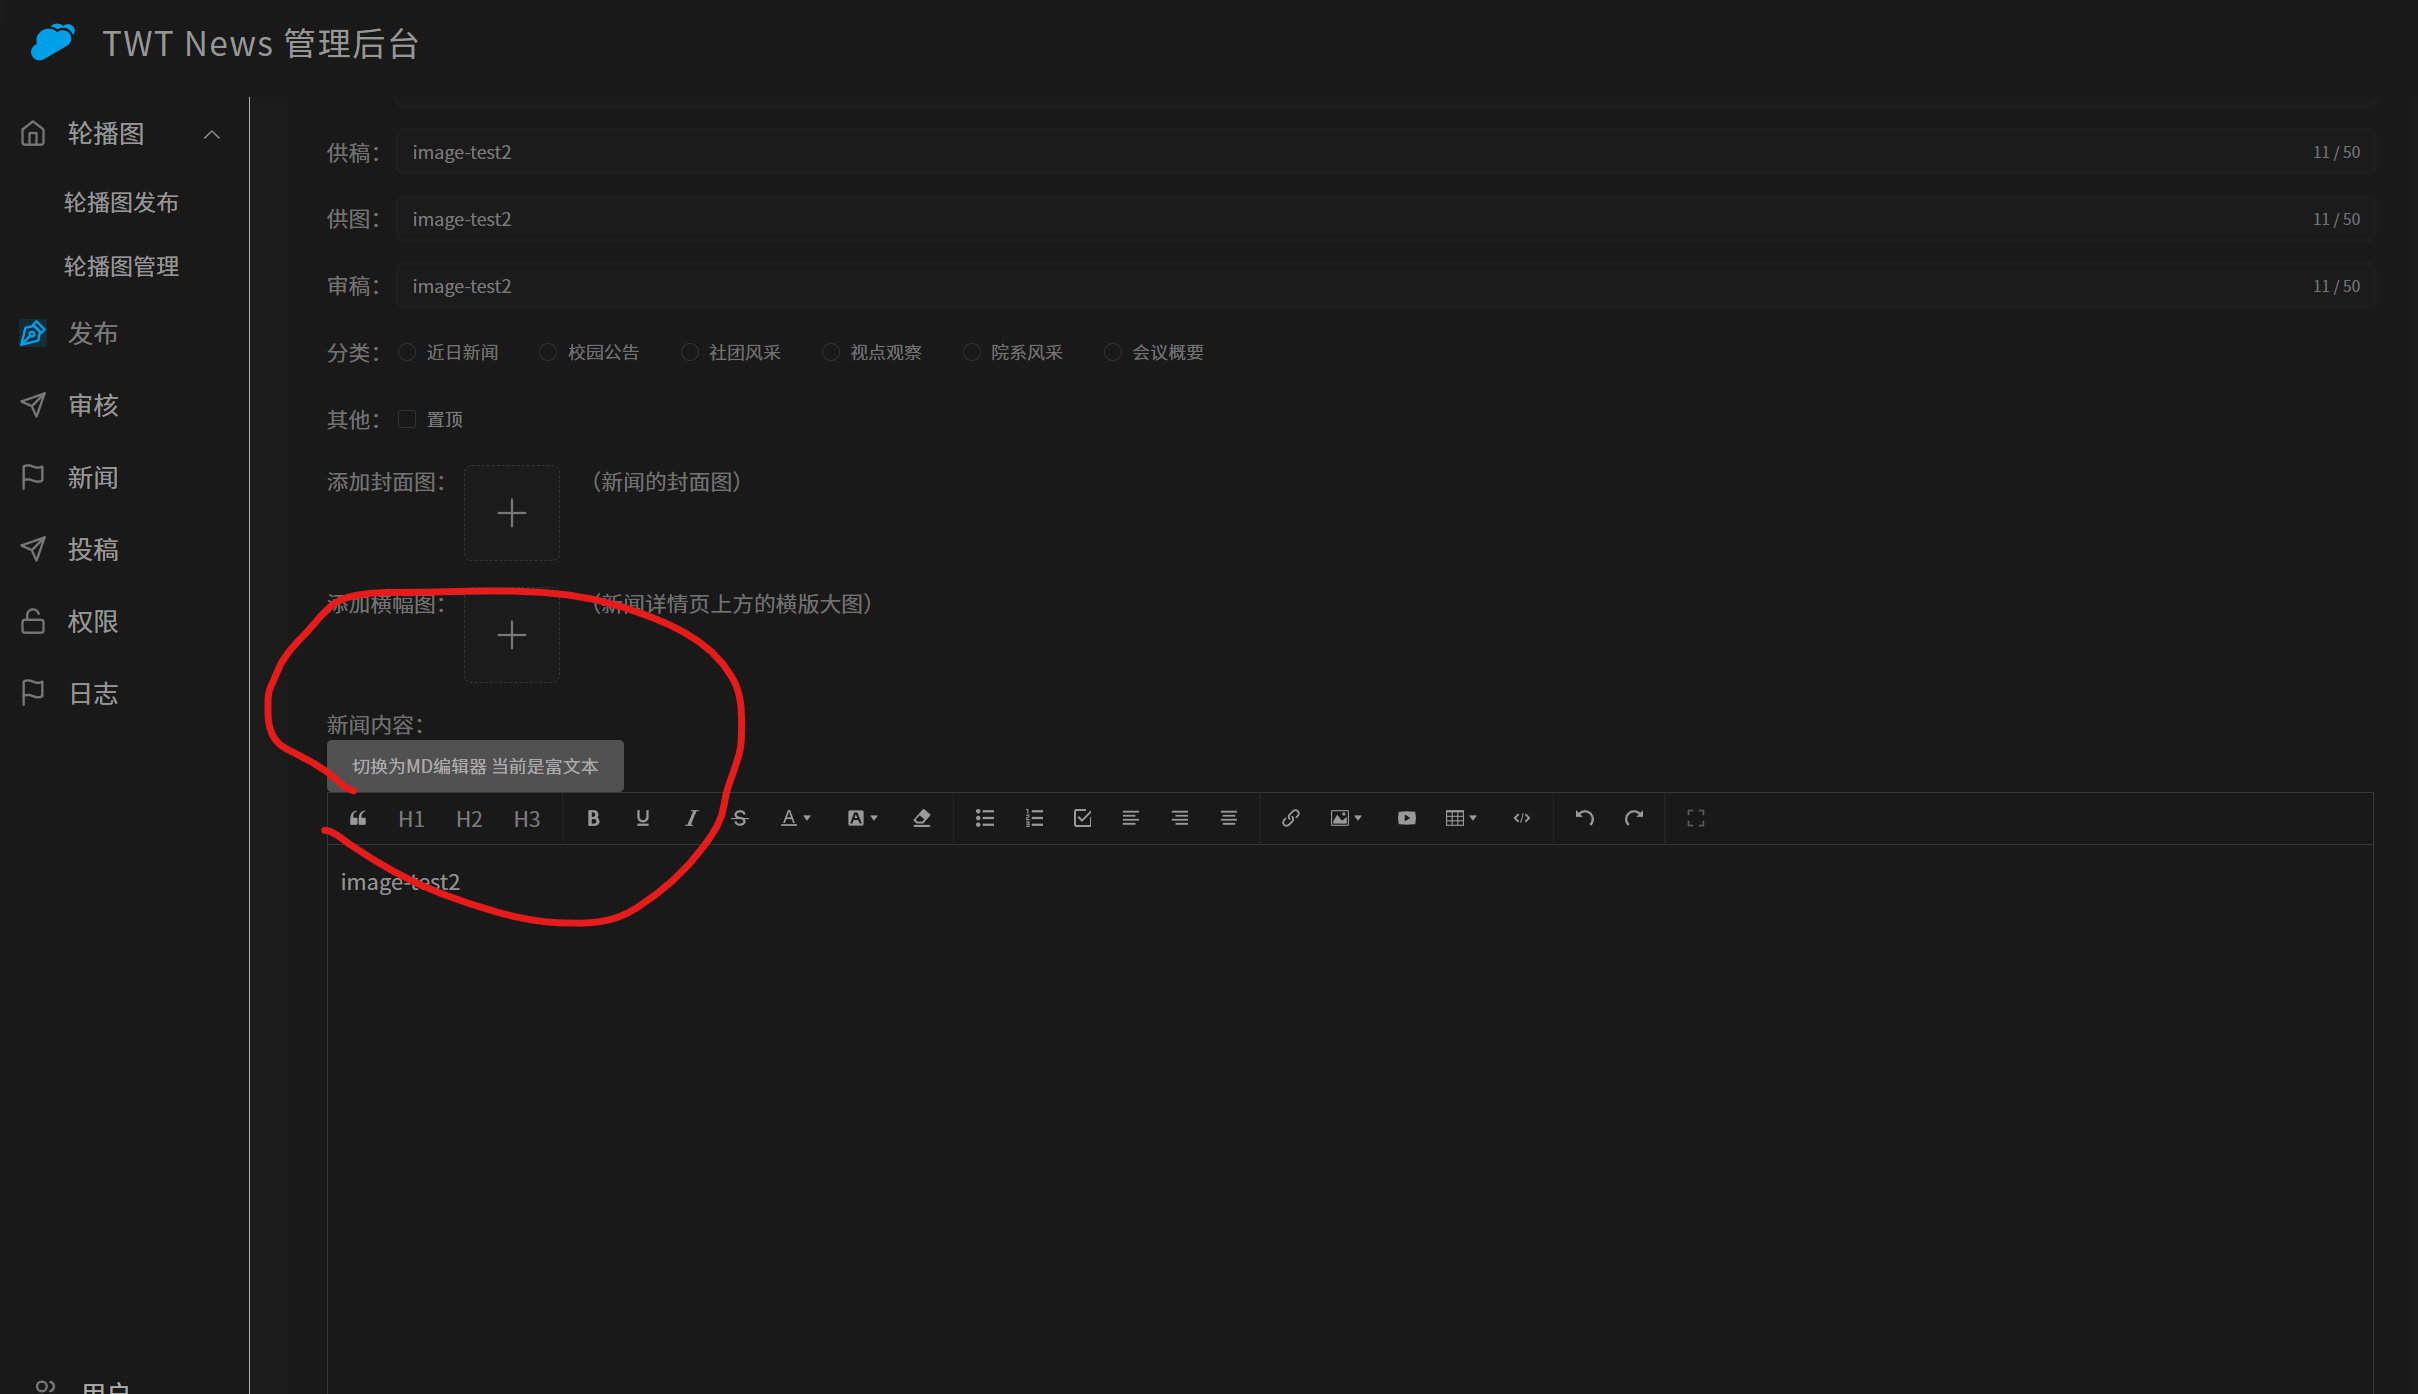 TWT News 管理后台
轮播图
轮播图发布
轮播图管理
发布
审核
新闻
投稿
权限
日志
用户
供稿： image-test2 11 / 50
供图： image-test2 11 / 50
审稿： image-test2 11 / 50
分类： 近日新闻 校园公告 社团风采 视点观察 院系风采 会议概要
其他： 置顶
添加封面图： （新闻的封面图）
添加横幅图： （新闻详情页上方的横版大图）
新闻内容：
切换为MD编辑器 当前是富文本
H1 H2 H3 B U I S A A
image-test2